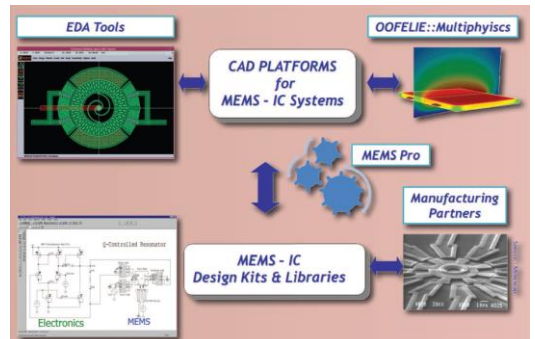 EDA Tools
OOFELIE::Multiphyiscs
CAD PLATFORMS
for
MEMS - IC Systems
MEMS Pro
Manufacturing
Partners
Q-Controlled Resonator
MEMS - IC
Design Kits & Libraries
Electronics
MEMS